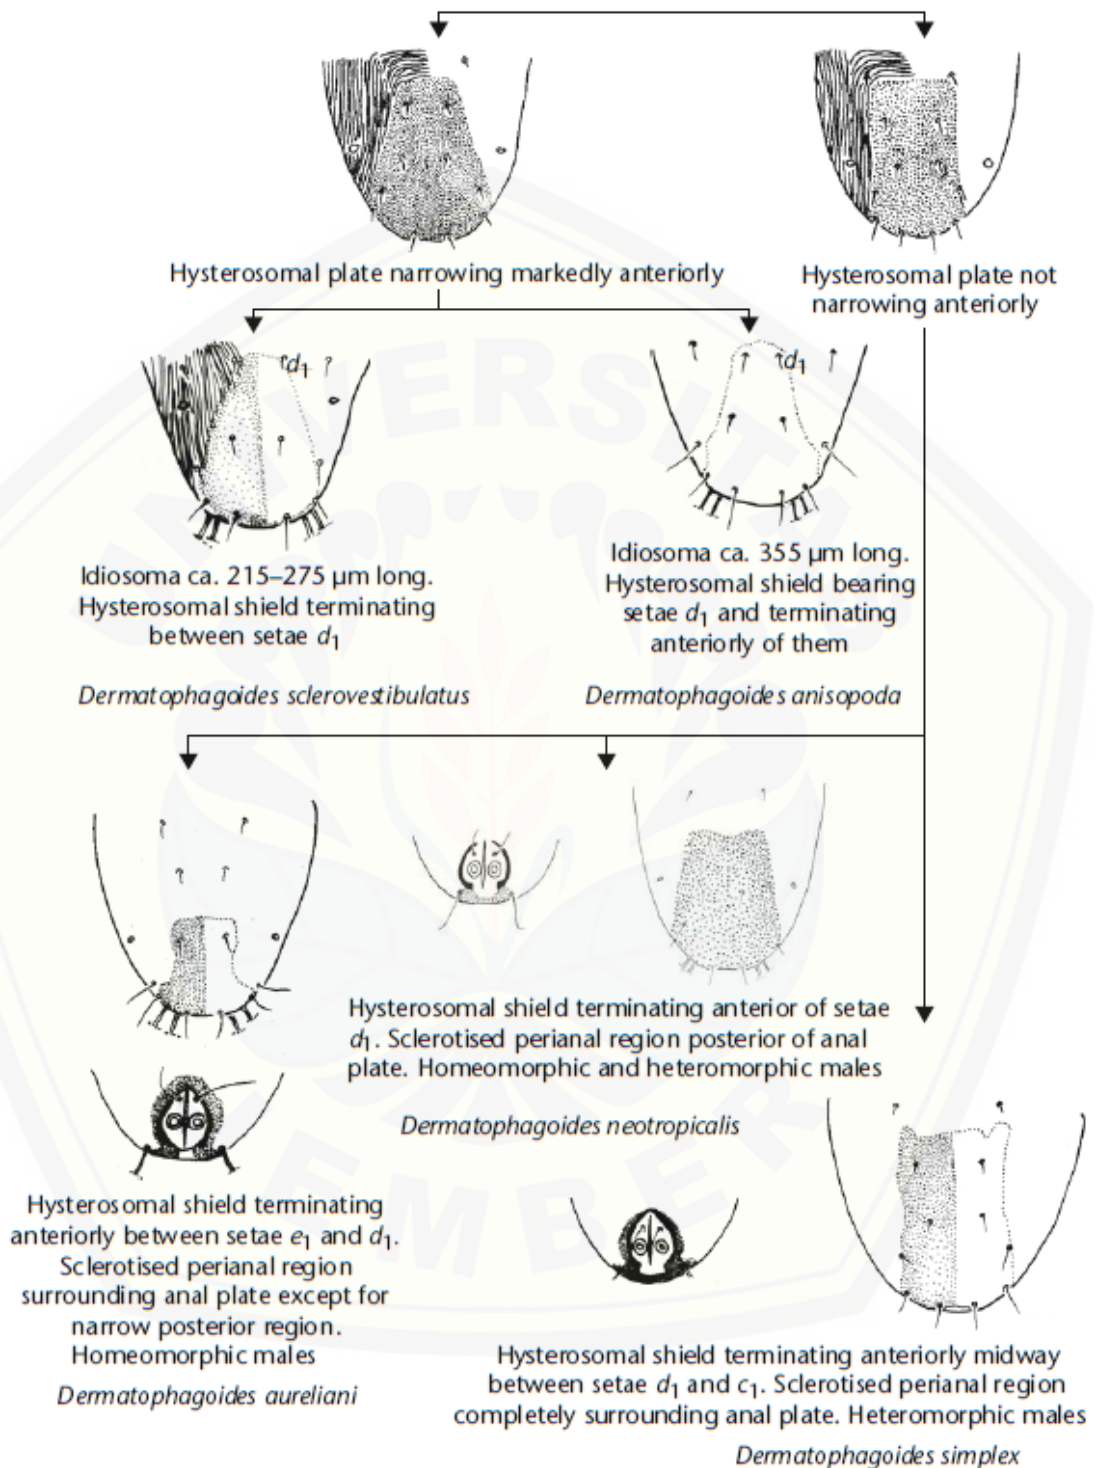 Hysterosomal plate narrowing markedly anteriorly
Hysterosomal plate not
narrowing anteriorly
d1
d1
Idiosoma ca. 215–275 µm long.
Hysterosomal shield terminating
between setae d1
Idiosoma ca. 355 µm long.
Hysterosomal shield bearing
setae d1 and terminating
anteriorly of them
Dermatophagoides sclerovestibulatus
Dermatophagoides anisopoda
Hysterosomal shield terminating anterior of setae
d1. Sclerotised perianal region posterior of anal
plate. Homeomorphic and heteromorphic males
Dermatophagoides neotropicalis
Hysterosomal shield terminating
anteriorly between setae e1 and d1.
Sclerotised perianal region
surrounding anal plate except for
narrow posterior region.
Homeomorphic males
Dermatophagoides aureliani
Hysterosomal shield terminating anteriorly midway
between setae d1 and c1. Sclerotised perianal region
completely surrounding anal plate. Heteromorphic males
Dermatophagoides simplex